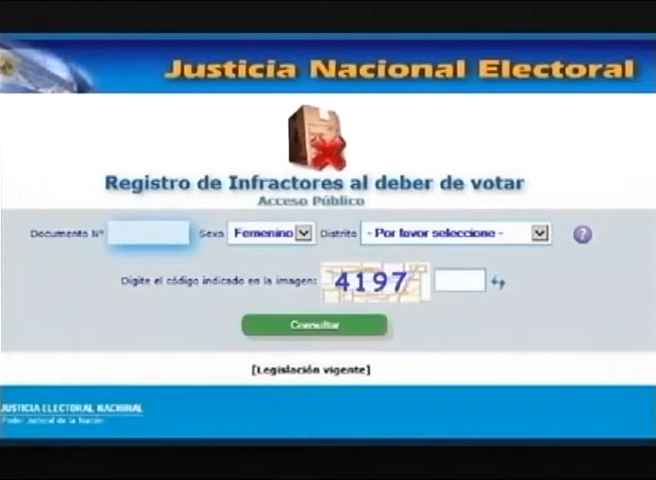 Justicia Nacional Electoral
Registro de Infractores al deber de votar
Acceso Público
Documento Nº Sexo Femenino Distrito - Por favor seleccione - ?
Digite el código indicado en la imagen: 4197
Consultar
[Legislación vigente]
JUSTICIA ELECTORAL NACIONAL
Poder Judicial de la Nación